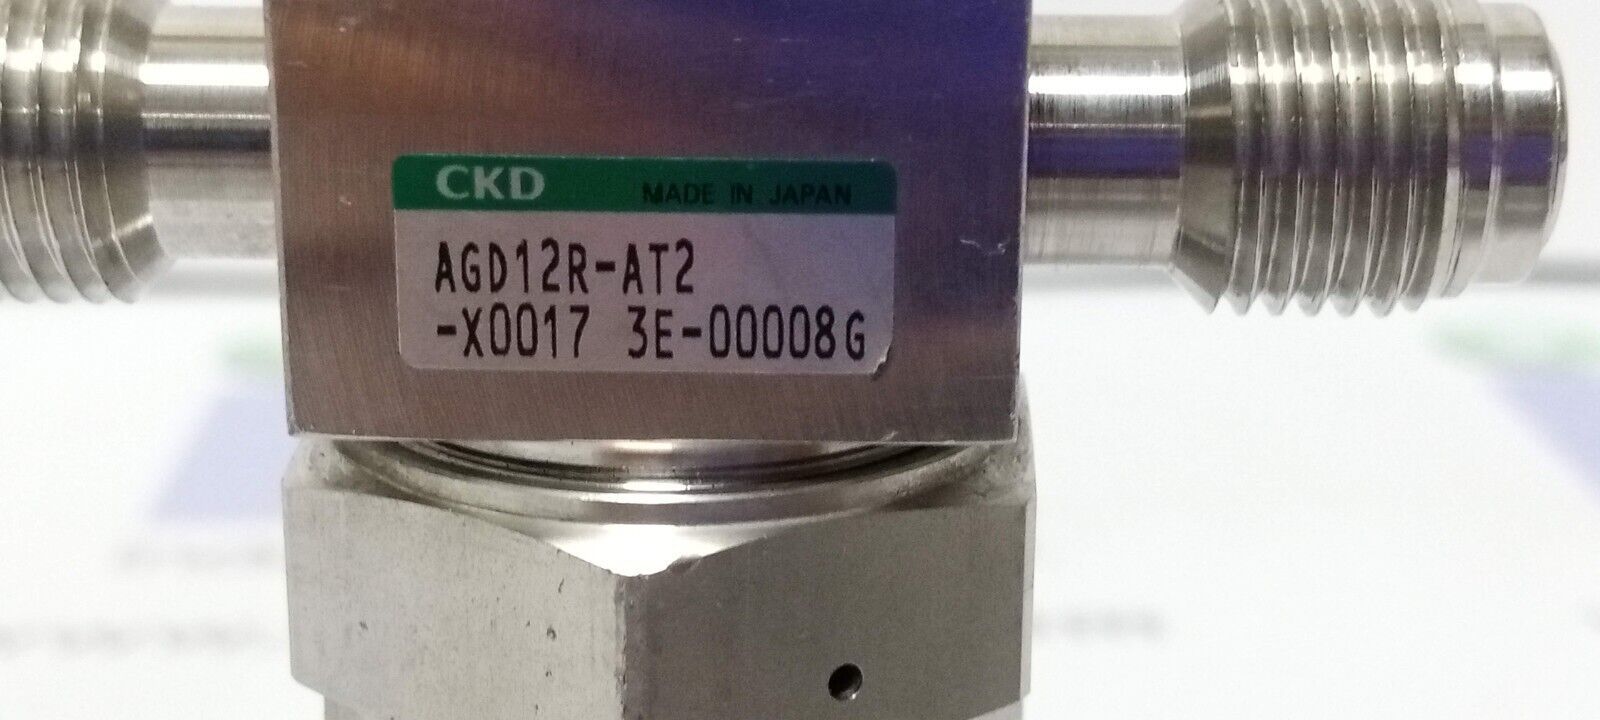 CKD MADE IN JAPAN
AGD12R-AT2
-X0017 3E-00008G